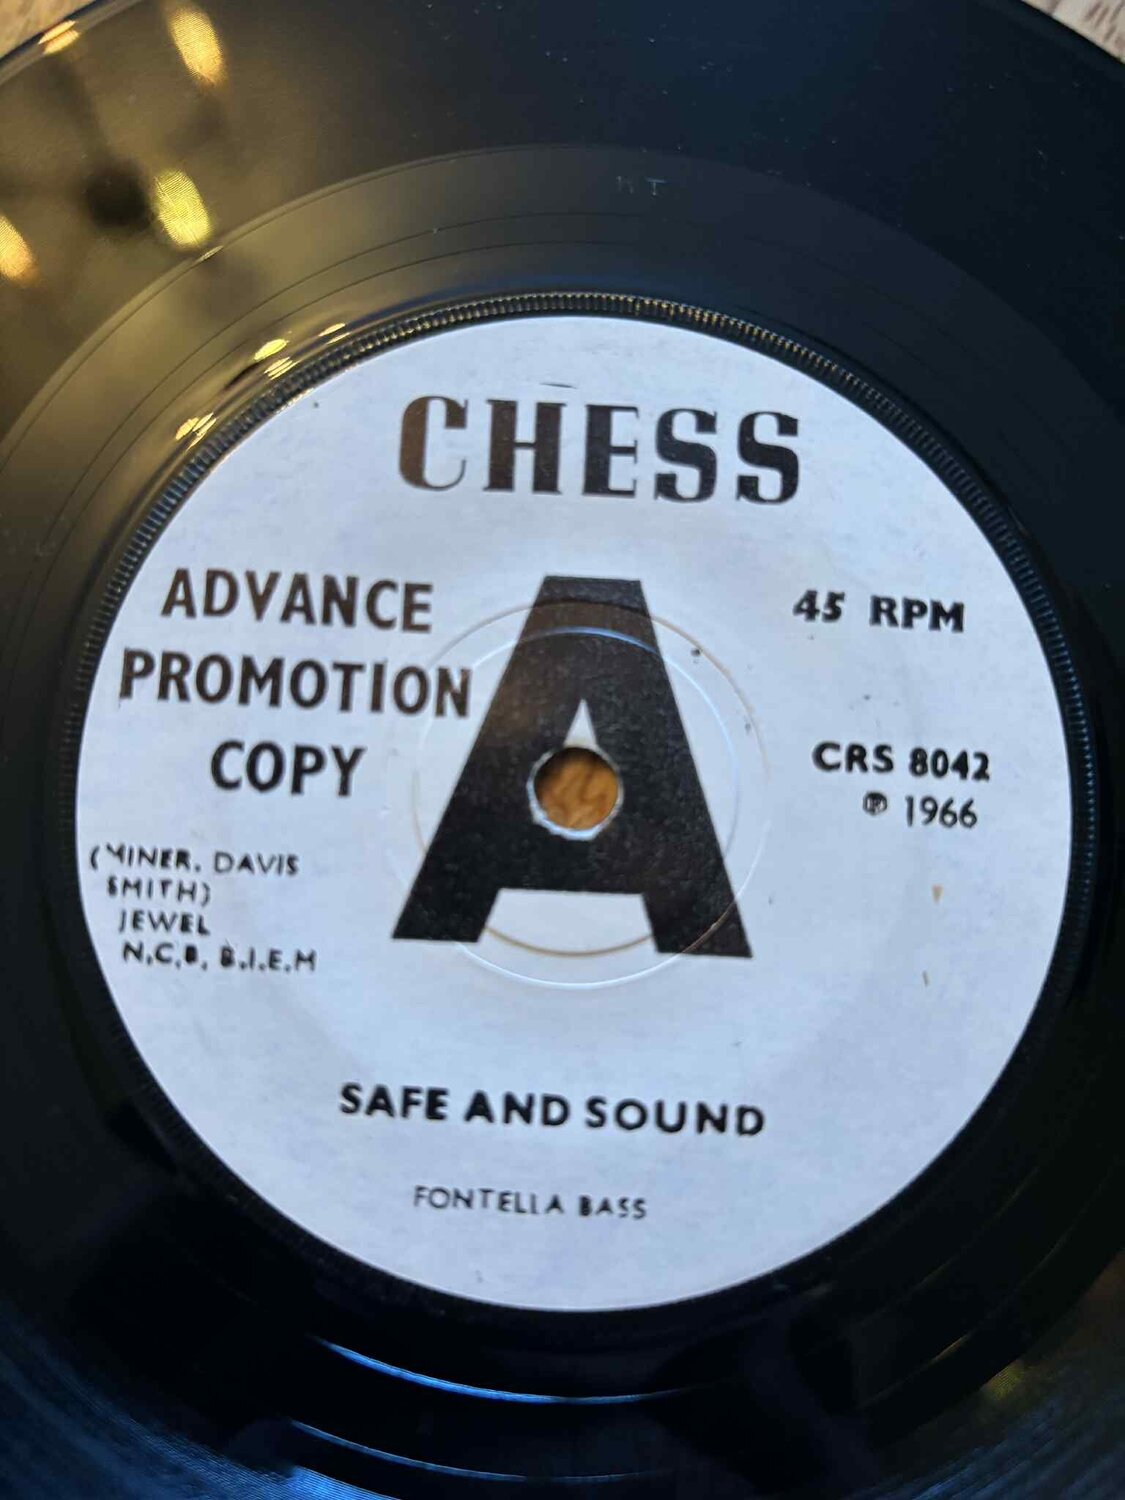 CHESS
ADVANCE
PROMOTION
COPY
A
45 RPM
CRS 8042
℗ 1966
(MINER, DAVIS
SMITH)
JEWEL
N.C.B. B.I.E.M
SAFE AND SOUND
FONTELLA BASS